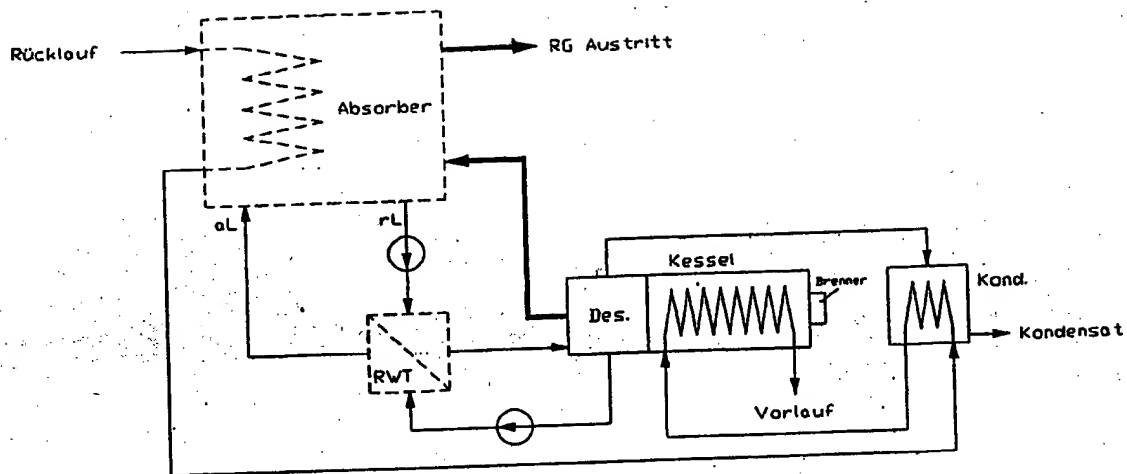 Rücklauf
RG Austritt
Absorber
aL
rL
Kessel
Brenner
Kond.
Des.
Kondensat
RWT
Vorlauf